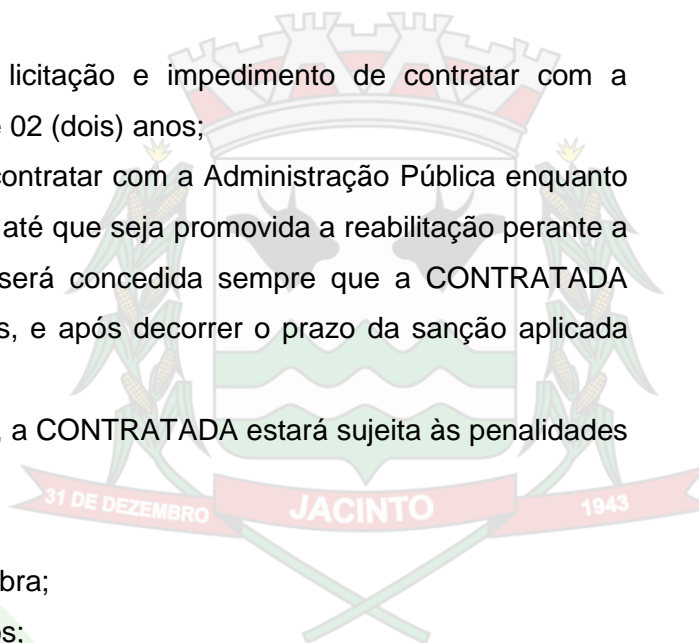 licitação e impedimento de contratar com a
02 (dois) anos;
contratar com a Administração Pública enquanto
até que seja promovida a reabilitação perante a
será concedida sempre que a CONTRATADA
s, e após decorrer o prazo da sanção aplicada
, a CONTRATADA estará sujeita às penalidades
31 DE DEZEMBRO JACINTO 1943
bra;
os;